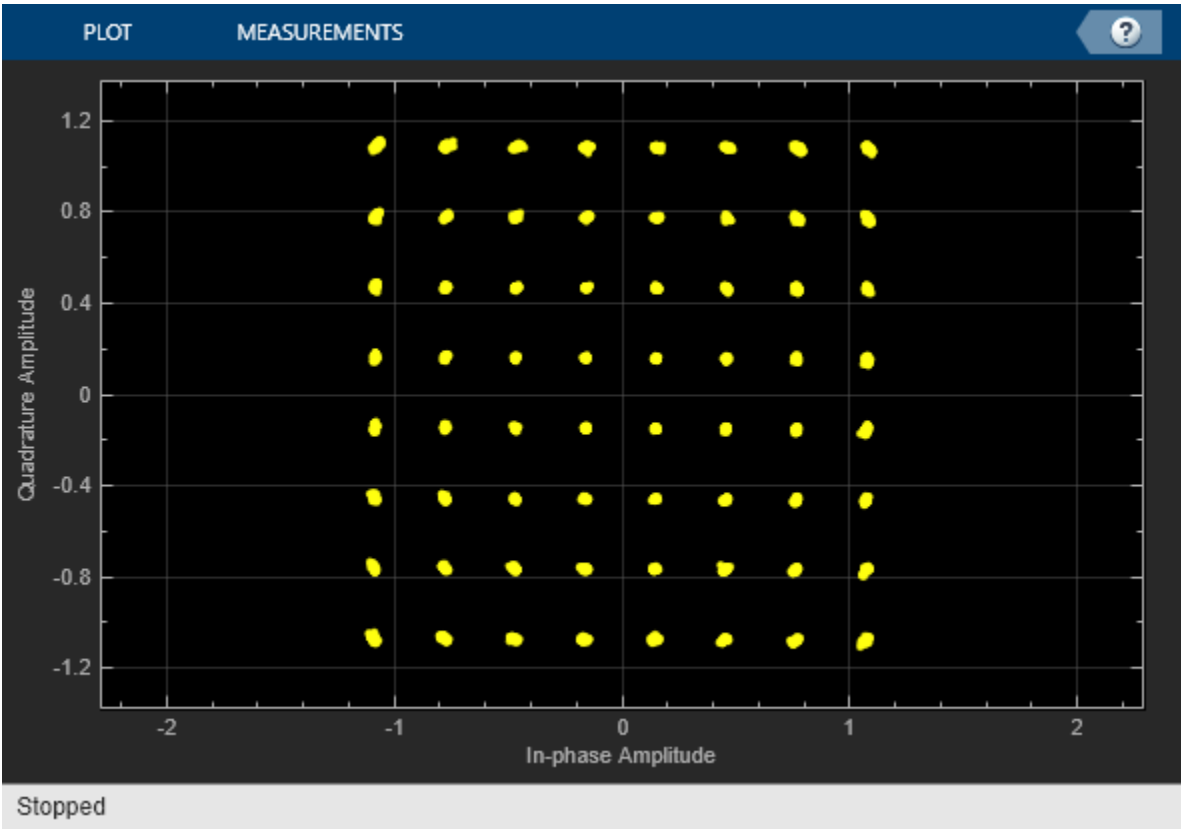 PLOT MEASUREMENTS ?
1.2
0.8
0.4
0
-0.4
-0.8
-1.2
Quadrature Amplitude
-2 -1 0 1 2
In-phase Amplitude
Stopped